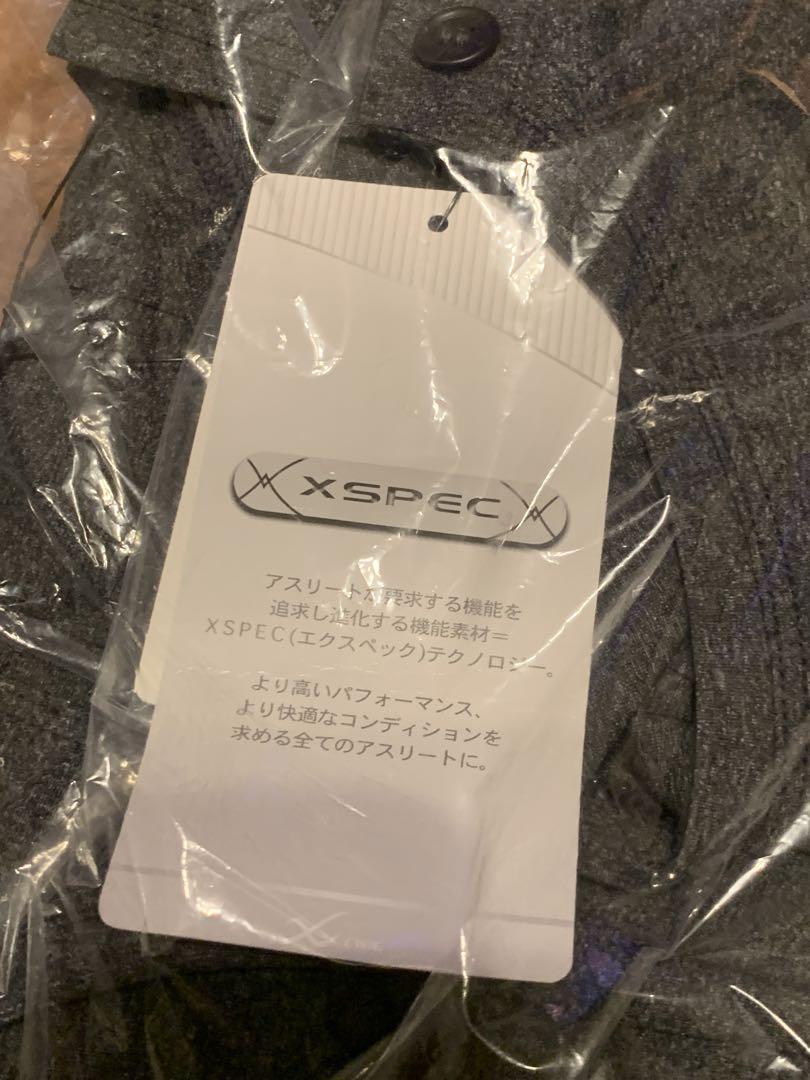 XSPEC
アスリートが要求する機能を
追求し進化する機能素材=
XSPEC(エクスペック)テクノロジー。
より高いパフォーマンス、
より快適なコンディションを
求める全てのアスリートに。